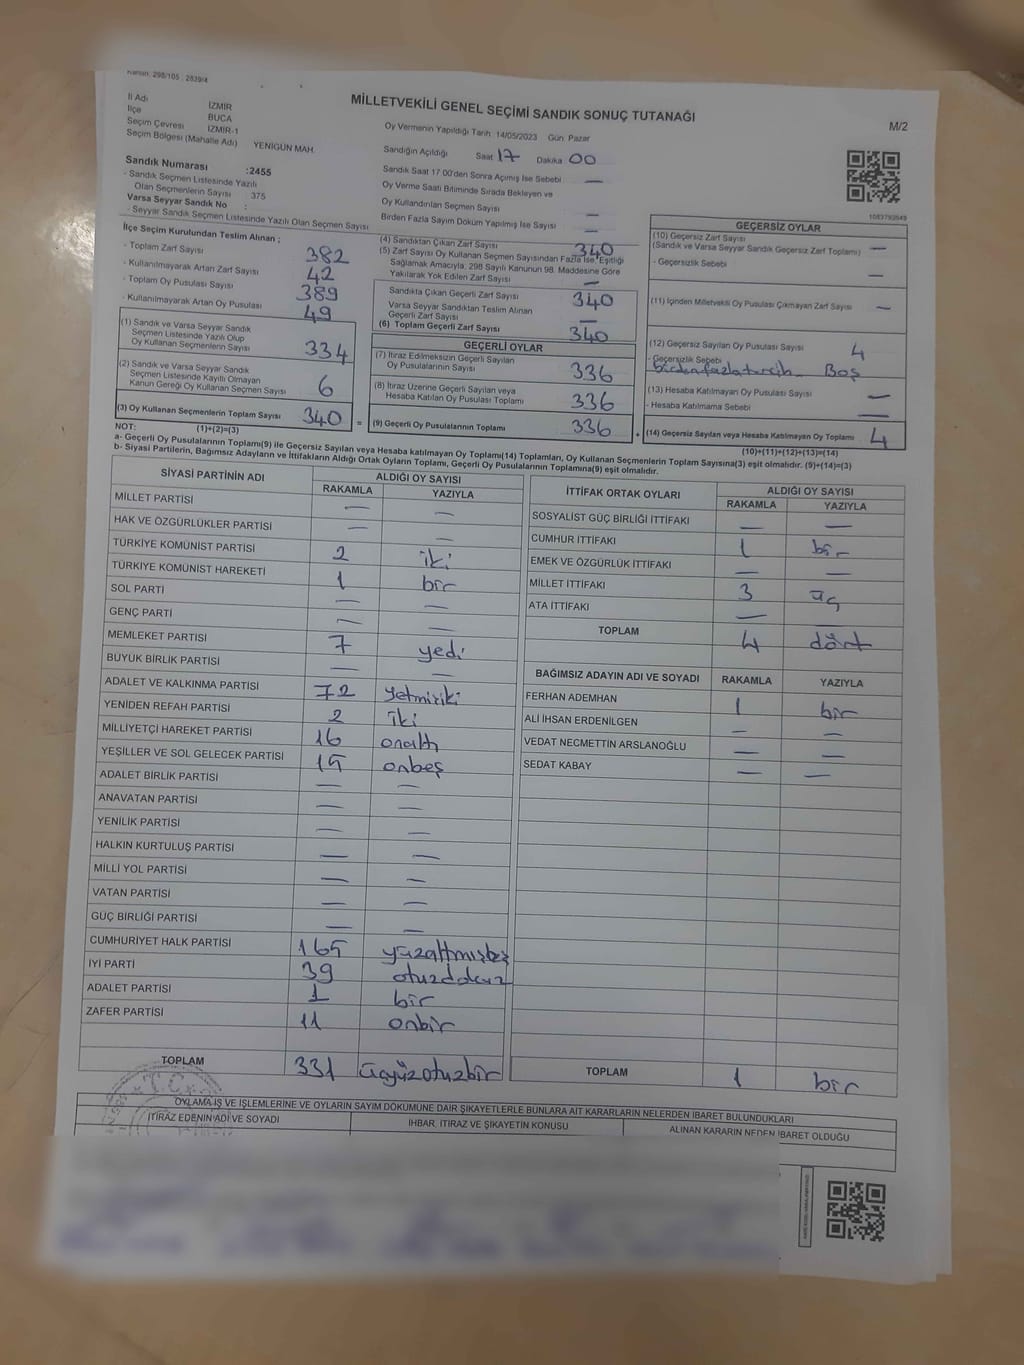 Kanun: 298/105 : 2839/4
MİLLETVEKİLİ GENEL SEÇİMİ SANDIK SONUÇ TUTANAĞI
M/2
İl Adı İZMİR
İlçe BUCA
Seçim Çevresi İZMİR-1
Seçim Bölgesi (Mahalle Adı) YENİGÜN MAH.
Sandık Numarası :2455
- Sandık Seçmen Listesinde Yazılı
Olan Seçmenlerin Sayısı : 375
Varsa Seyyar Sandık No :
- Seyyar Sandık Seçmen Listesinde Yazılı Olan Seçmen Sayısı
Oy Vermenin Yapıldığı Tarih: 14/05/2023 Gün: Pazar
Sandığın Açıldığı Saat 17 Dakika 00
Sandık Saat 17.00'den Sonra Açılmış İse Sebebi —
Oy Verme Saati Bitiminde Sırada Bekleyen ve
Oy Kullandırılan Seçmen Sayısı —
Birden Fazla Sayım Döküm Yapılmış İse Sayısı —
1083793649
İlçe Seçim Kurulundan Teslim Alınan ;
- Toplam Zarf Sayısı 382
- Kullanılmayarak Artan Zarf Sayısı 42
- Toplam Oy Pusulası Sayısı 389
- Kullanılmayarak Artan Oy Pusulası 49
(1) Sandık ve Varsa Seyyar Sandık
Seçmen Listesinde Yazılı Olup
Oy Kullanan Seçmenlerin Sayısı 334
(2) Sandık ve Varsa Seyyar Sandık
Seçmen Listesinde Kayıtlı Olmayan
Kanun Gereği Oy Kullanan Seçmen Sayısı 6
(3) Oy Kullanan Seçmenlerin Toplam Sayısı 340
(4) Sandıktan Çıkan Zarf Sayısı 340
(5) Zarf Sayısı Oy Kullanan Seçmen Sayısından Fazla İse, Eşitliği
Sağlamak Amacıyla, 298 Sayılı Kanunun 98. Maddesine Göre
Yakılarak Yok Edilen Zarf Sayısı —
Sandıkta Çıkan Geçerli Zarf Sayısı 340
Varsa Seyyar Sandıktan Teslim Alınan
Geçerli Zarf Sayısı —
(6) Toplam Geçerli Zarf Sayısı 340
GEÇERLİ OYLAR
(7) İtiraz Edilmeksizin Geçerli Sayılan
Oy Pusulasının Sayısı 336
(8) İtiraz Üzerine Geçerli Sayılan veya
Hesaba Katılan Oy Pusulası Toplamı 336
= (9) Geçerli Oy Pusulalarının Toplamı 336
GEÇERSİZ OYLAR
(10) Geçersiz Zarf Sayısı
(Sandık ve Varsa Seyyar Sandık Geçersiz Zarf Toplamı) —
- Geçersizlik Sebebi —
(11) İçinden Milletvekili Oy Pusulası Çıkmayan Zarf Sayısı —
(12) Geçersiz Sayılan Oy Pusulası Sayısı 4
- Geçersizlik Sebebi
birden fazla tercih - Boş
(13) Hesaba Katılmayan Oy Pusulası Sayısı —
- Hesaba Katılmama Sebebi —
+ (14) Geçersiz Sayılan veya Hesaba Katılmayan Oy Toplamı 4
NOT: (1)+(2)=(3) (10)+(11)+(12)+(13)=(14)
a- Geçerli Oy Pusulalarının Toplamı(9) ile Geçersiz Sayılan veya Hesaba katılmayan Oy Toplamı(14) Toplamları, Oy Kullanan Seçmenlerin Toplam Sayısına(3) eşit olmalıdır. (9)+(14)=(3)
b- Siyasi Partilerin, Bağımsız Adayların ve İttifakların Aldığı Ortak Oyların Toplamı, Geçerli Oy Pusulalarının Toplamına(9) eşit olmalıdır.
SİYASİ PARTİNİN ADI ALDIĞI OY SAYISI
RAKAMLA YAZIYLA
MİLLET PARTİSİ — —
HAK VE ÖZGÜRLÜKLER PARTİSİ — —
TÜRKİYE KOMÜNİST PARTİSİ 2 iki
TÜRKİYE KOMÜNİST HAREKETİ 1 bir
SOL PARTİ — —
GENÇ PARTİ — —
MEMLEKET PARTİSİ 7 yedi
BÜYÜK BİRLİK PARTİSİ — —
ADALET VE KALKINMA PARTİSİ 72 yetmişiki
YENİDEN REFAH PARTİSİ 2 iki
MİLLİYETÇİ HAREKET PARTİSİ 16 onaltı
YEŞİLLER VE SOL GELECEK PARTİSİ 15 onbeş
ADALET BİRLİK PARTİSİ — —
ANAVATAN PARTİSİ — —
YENİLİK PARTİSİ — —
HALKIN KURTULUŞ PARTİSİ — —
MİLLİ YOL PARTİSİ — —
VATAN PARTİSİ — —
GÜÇ BİRLİĞİ PARTİSİ — —
CUMHURİYET HALK PARTİSİ 165 yüzaltmışbeş
İYİ PARTİ 39 otuzdokuz
ADALET PARTİSİ 1 bir
ZAFER PARTİSİ 11 onbir
TOPLAM 331 üçyüzotuzbir
İTTİFAK ORTAK OYLARI ALDIĞI OY SAYISI
RAKAMLA YAZIYLA
SOSYALİST GÜÇ BİRLİĞİ İTTİFAKI — —
CUMHUR İTTİFAKI 1 bir
EMEK VE ÖZGÜRLÜK İTTİFAKI — —
MİLLET İTTİFAKI 3 üç
ATA İTTİFAKI — —
TOPLAM 4 dört
BAĞIMSIZ ADAYIN ADI VE SOYADI RAKAMLA YAZIYLA
FERHAN ADEMHAN 1 bir
ALİ İHSAN ERDENİLGEN — —
VEDAT NECMETTİN ARSLANOĞLU — —
SEDAT KABAY — —
TOPLAM 1 bir
T.C.
OYLAMA İŞ VE İŞLEMLERİNE VE OYLARIN SAYIM DÖKÜMÜNE DAİR ŞİKAYETLERLE BUNLARA AİT KARARLARIN NELERDEN İBARET BULUNDUKLARI
İTİRAZ EDENİN ADI VE SOYADI İHBAR, İTİRAZ VE ŞİKAYETİN KONUSU ALINAN KARARIN NEDEN İBARET OLDUĞU